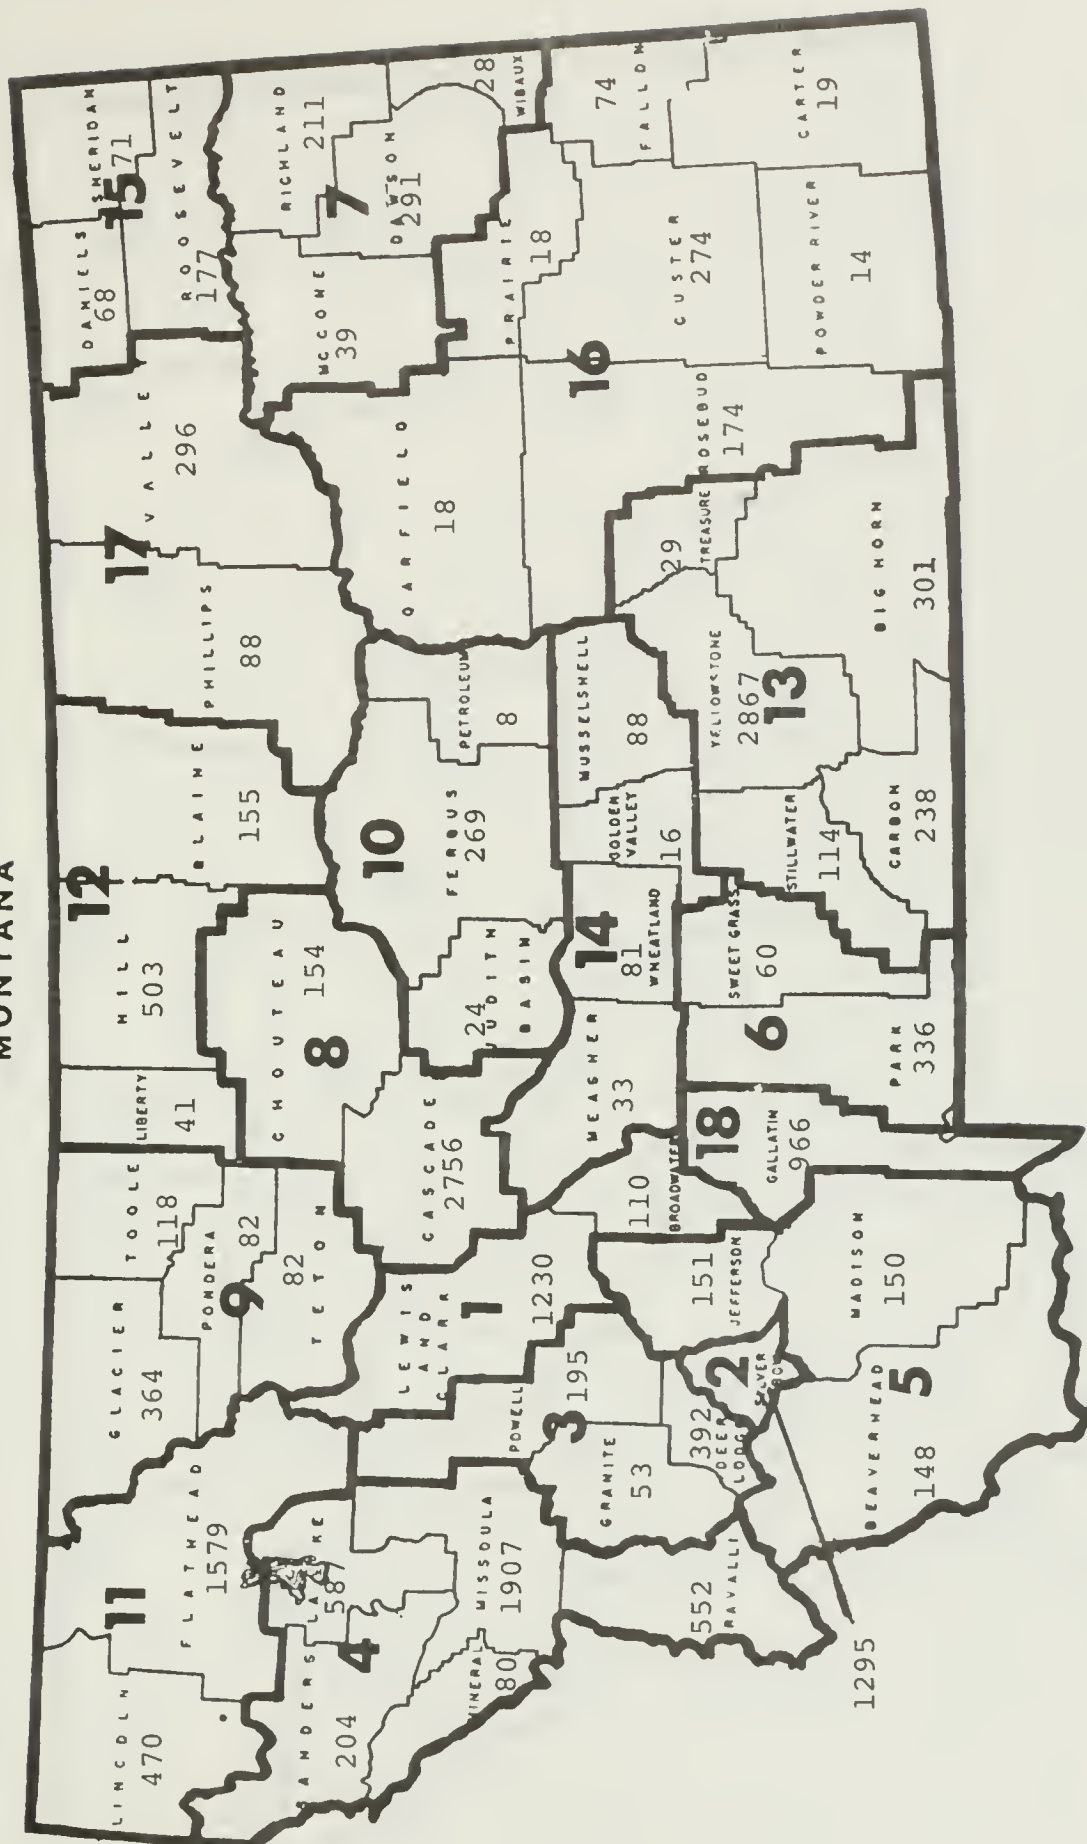 MONTANA
LINCOLN
470
11
FLATHEAD
1579
GLACIER
364
TOOLE
118
PONDERA
82
9
82
TETON
LIBERTY
41
HILL
503
12
BLAINE
155
PHILLIPS
88
17
VALLE
296
DANIELS
68
SHERIDAN
15
71
ROOSEVELT
177
SANDERS
204
4
LAKE
587
MINERAL
80
MISSOULA
1907
POWELL
195
3
GRANITE
53
LEWIS
AND
CLARK
1
1230
CASCADE
2756
CHOUTEAU
154
8
10
FERGUS
269
24
JUDITH
BASIN
PETROLEUM
8
GARFIELD
18
MCCONE
39
RICHLAND
211
7
DAWSON
291
28
WIBAUX
PRAIRIE
18
552
RAVALLI
392
DEER
LODGE
2
SILVER
BOW
1295
151
JEFFERSON
110
BROADWATER
MEAGHER
33
14
81
WHEATLAND
GOLDEN
VALLEY
16
MUSSELSHELL
88
29
TREASURE
ROSEBUD
174
16
CUSTER
274
74
FALLON
BEAVERHEAD
148
5
MADISON
150
18
GALLATIN
966
6
PARK
336
SWEET GRASS
60
STILLWATER
114
CARBON
238
YELLOWSTONE
2867
13
BIG HORN
301
POWDER RIVER
14
CARTER
19